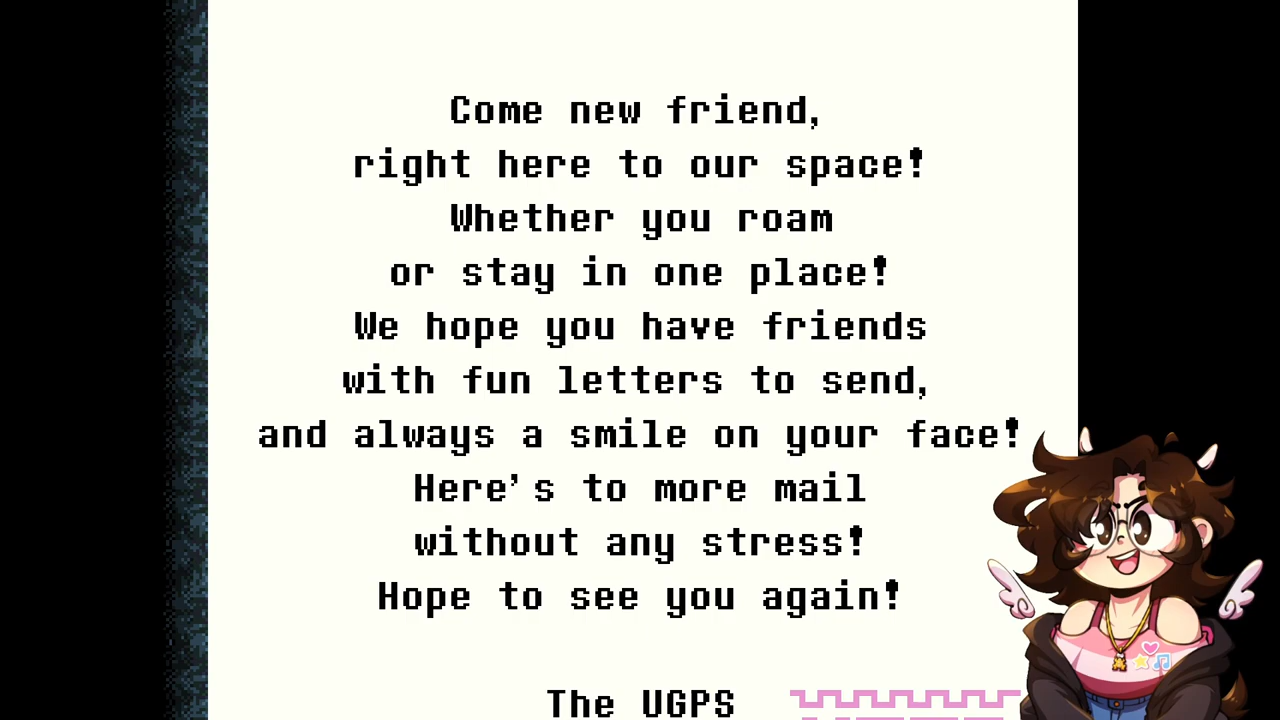 Come new friend,
right here to our space!
Whether you roam
or stay in one place!
We hope you have friends
with fun letters to send,
and always a smile on your face!
Here's to more mail
without any stress!
Hope to see you again!
The UGPS